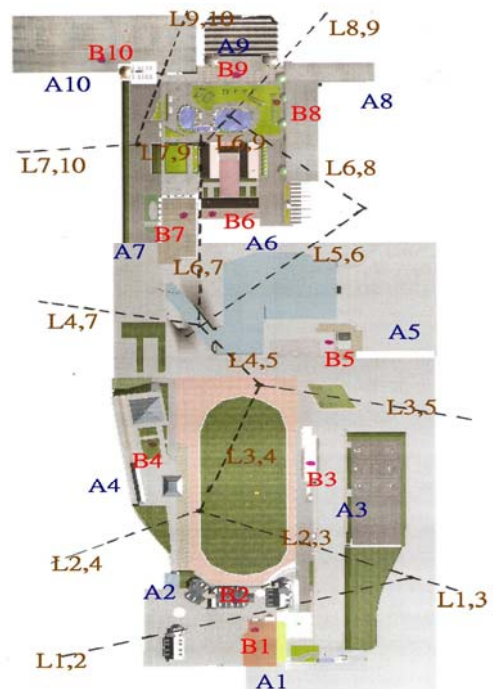 L9,10
L8,9
B10
A9
B9
A10
A8
B8
L7,10
L7,9
L6,9
L6,8
B7
B6
A7
A6
L6,7
L5,6
L4,7
A5
B5
L4,5
L3,5
B4
L3,4
B3
A4
A3
L2,3
L2,4
A2
B2
L1,3
B1
L1,2
A1